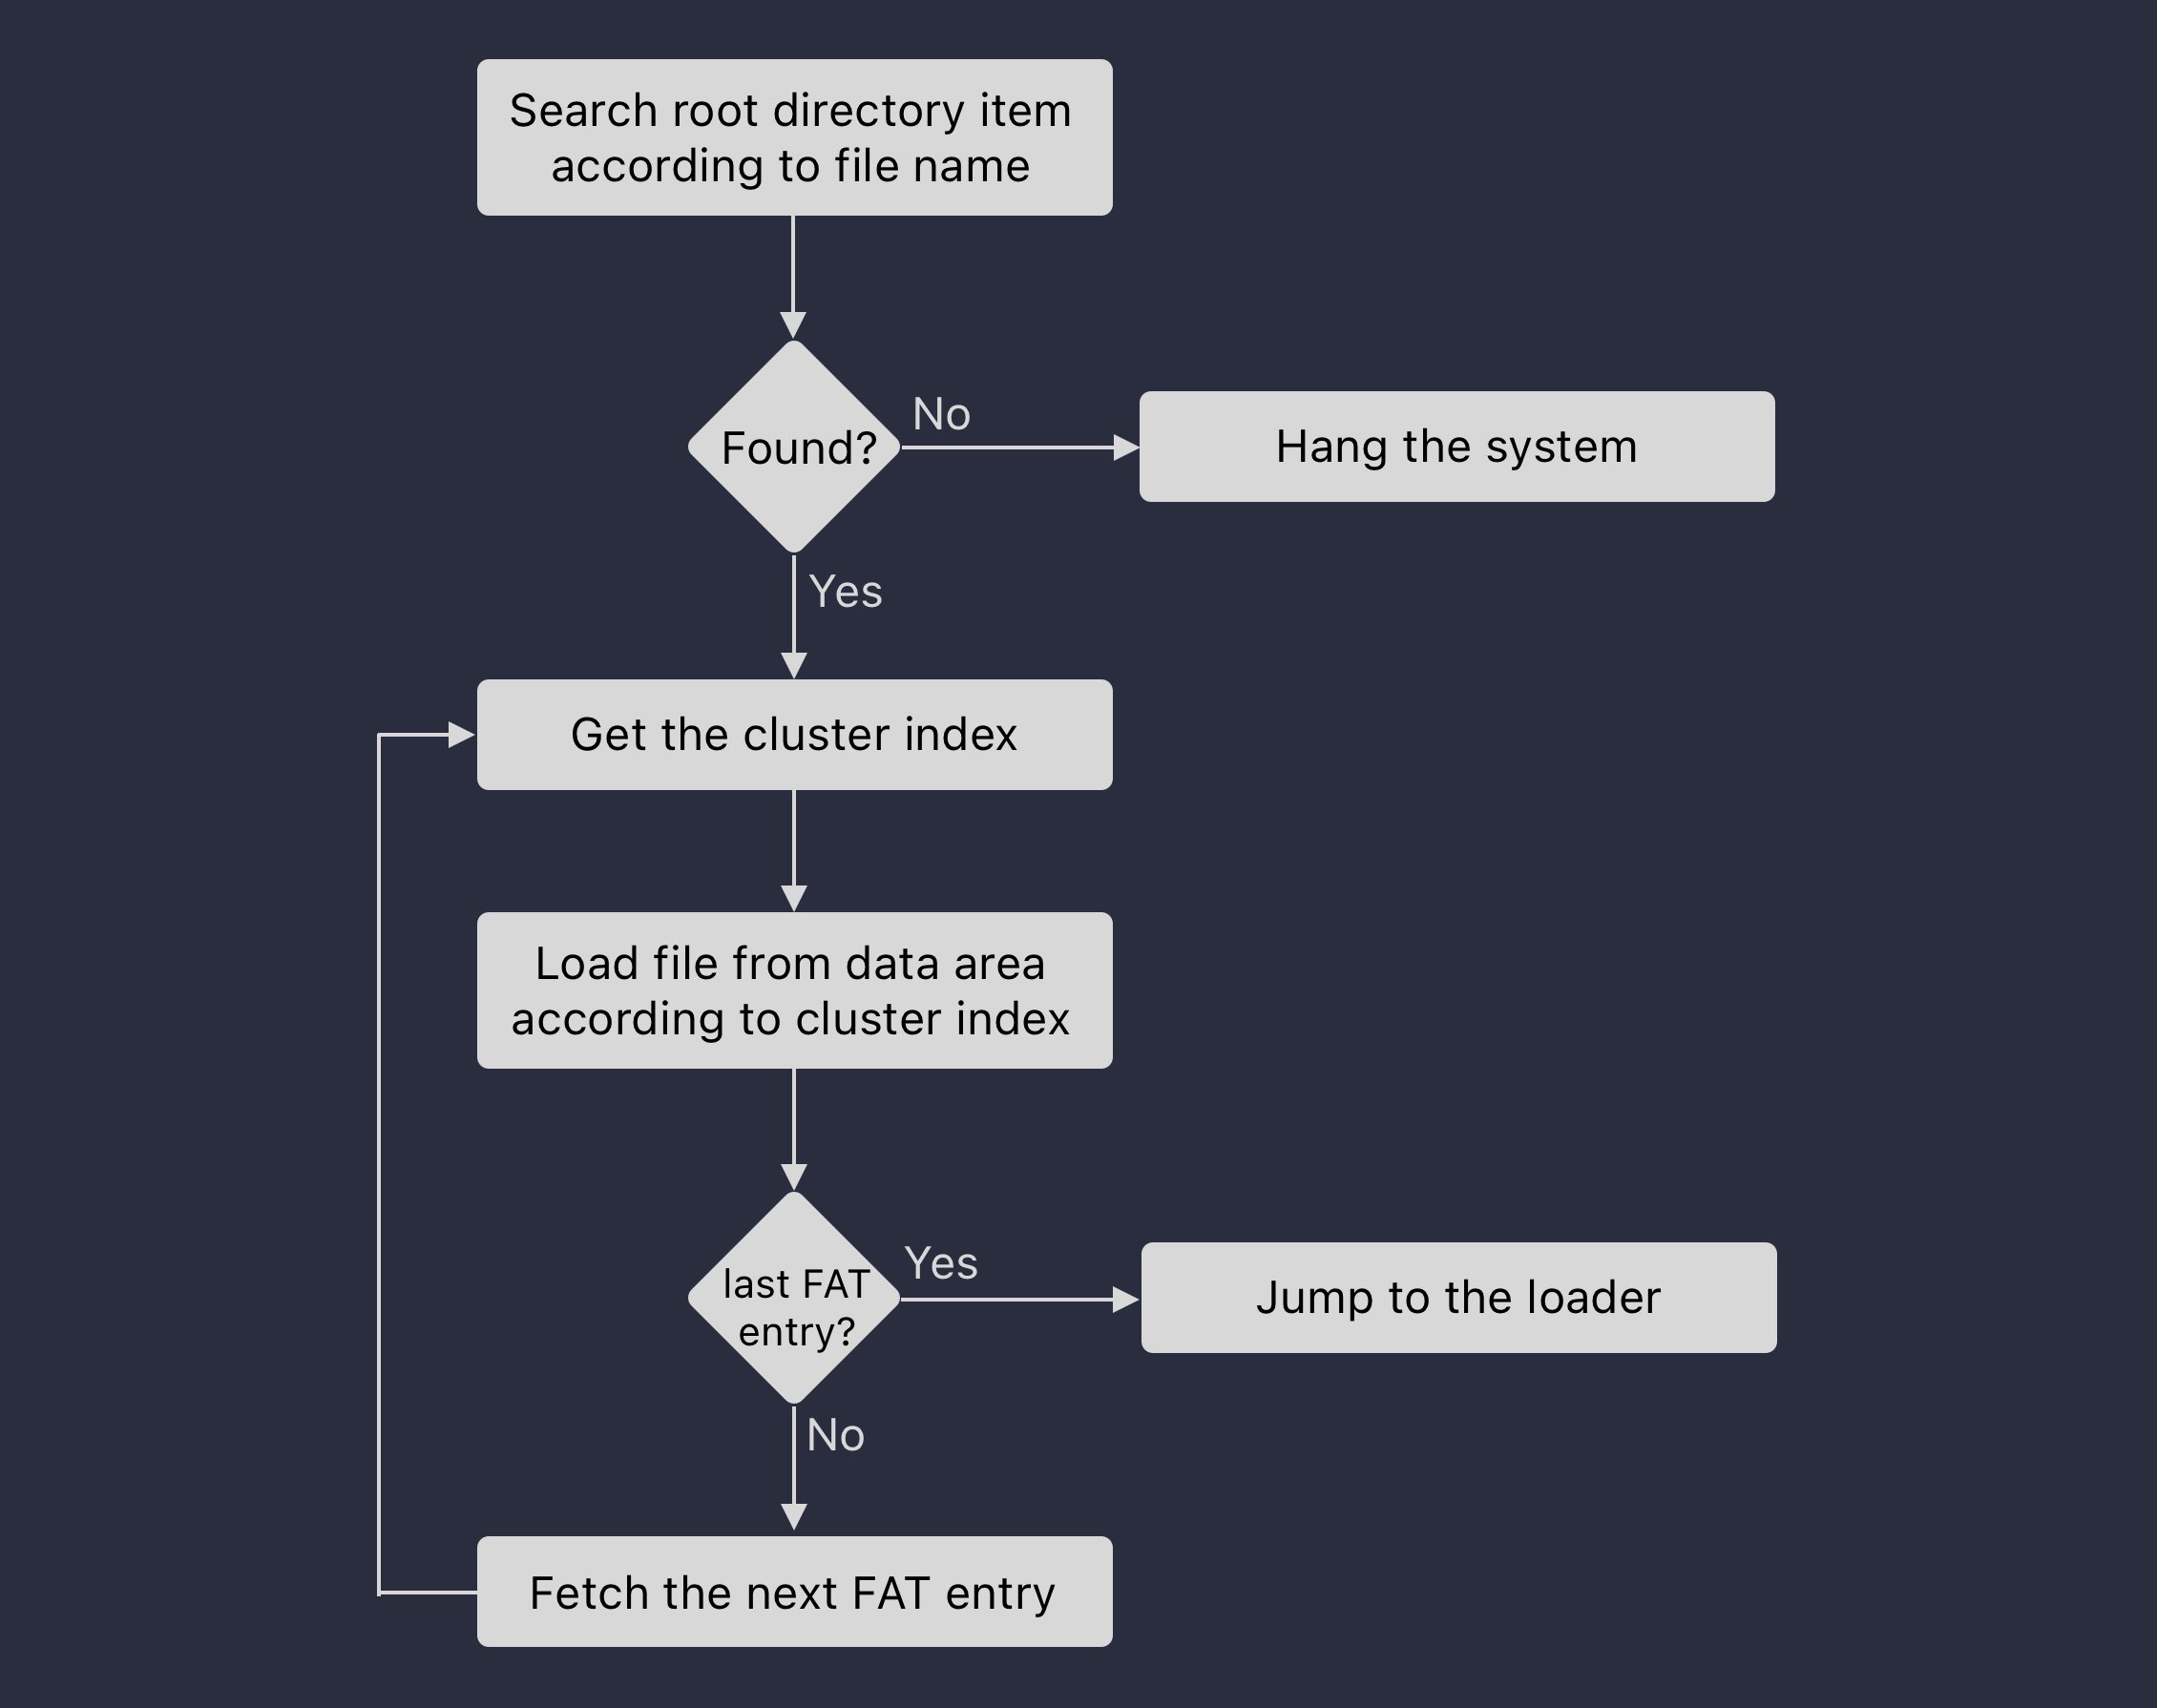 Search root directory item
according to file name
Found?
No
Hang the system
Yes
Get the cluster index
Load file from data area
according to cluster index
last FAT
entry?
Yes
Jump to the loader
No
Fetch the next FAT entry